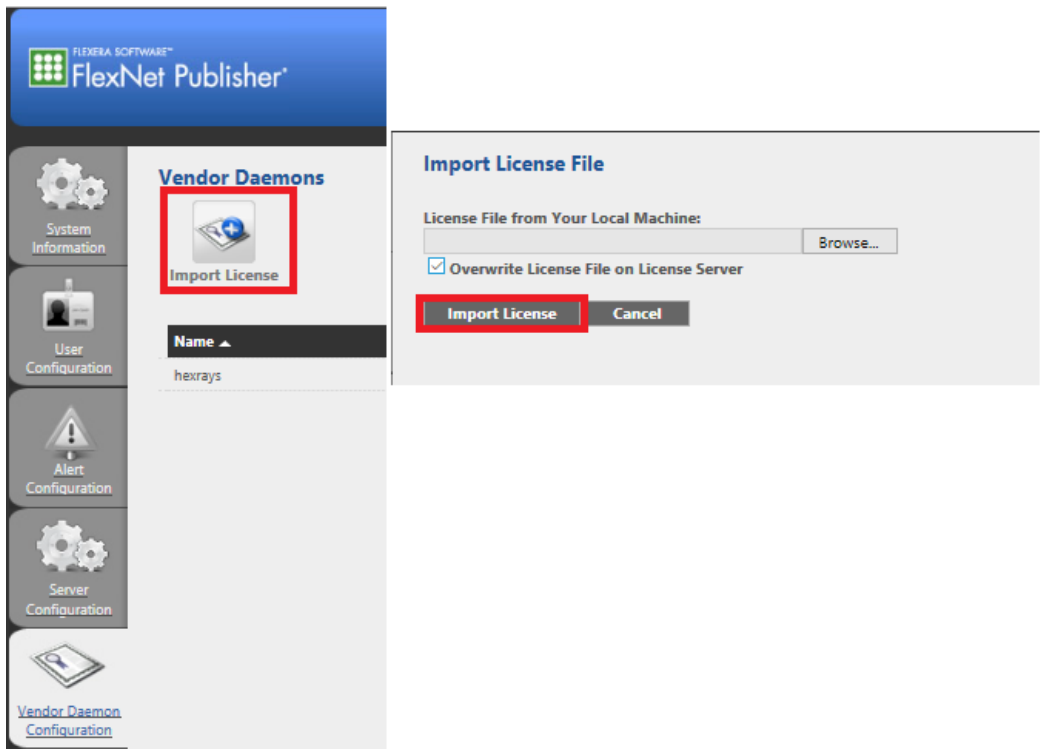 FLEXERA SOFTWARE™
FlexNet Publisher®
System
Information
User
Configuration
Alert
Configuration
Server
Configuration
Vendor Daemon
Configuration
Vendor Daemons
Import License
Name
hexrays
Import License File
License File from Your Local Machine:
Browse...
Overwrite License File on License Server
Import License
Cancel